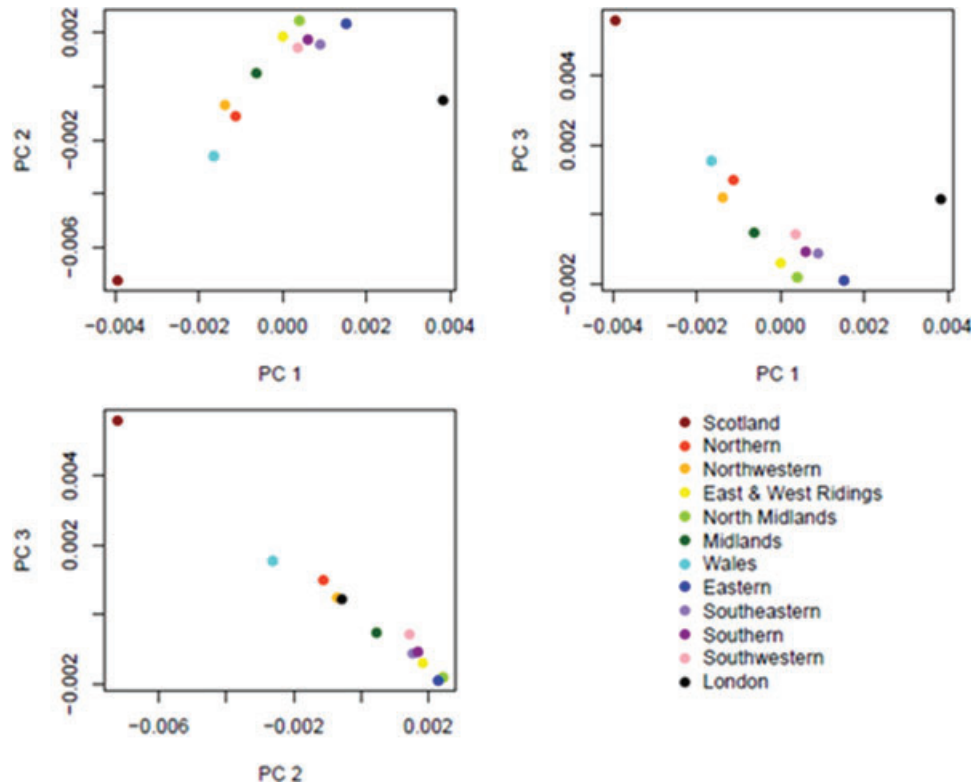 PC 2
0.002
−0.002
−0.006
−0.004 −0.002 0.000 0.002 0.004
PC 1
PC 3
0.004
0.002
−0.002
−0.004 −0.002 0.000 0.002 0.004
PC 1
PC 3
0.004
0.002
−0.002
−0.006 −0.002 0.002
PC 2
Scotland
Northern
Northwestern
East & West Ridings
North Midlands
Midlands
Wales
Eastern
Southeastern
Southern
Southwestern
London